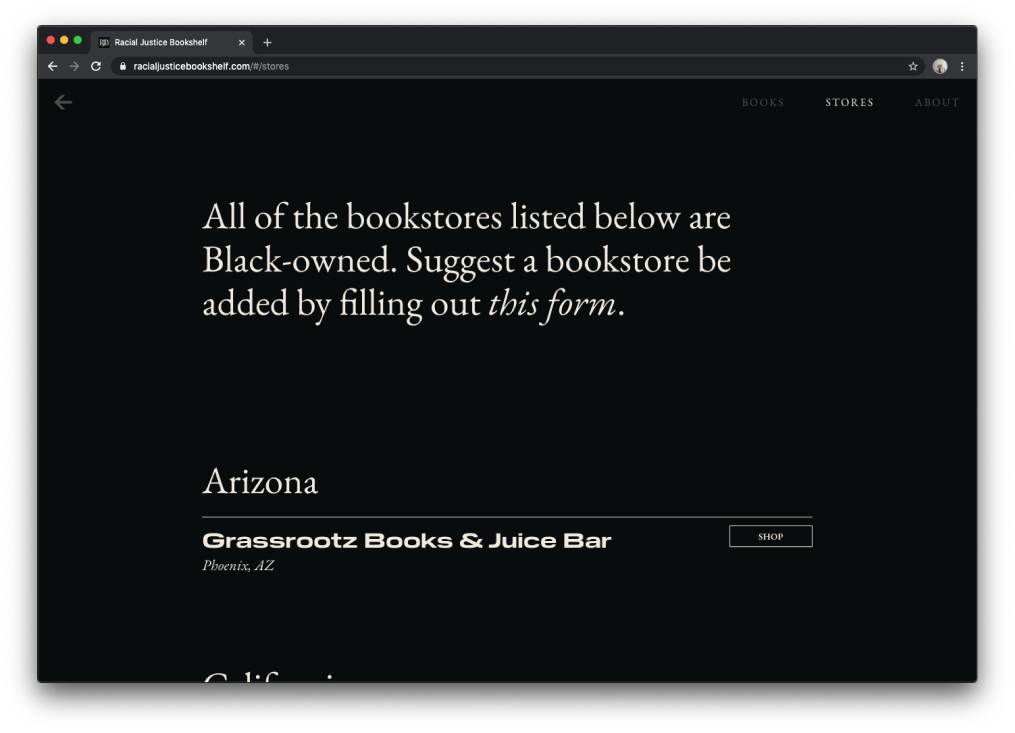 Racial Justice Bookshelf
racialjusticebookshelf.com/#/stores
BOOKS STORES ABOUT
All of the bookstores listed below are
Black-owned. Suggest a bookstore be
added by filling out this form.
Arizona
Grassrootz Books & Juice Bar
SHOP
Phoenix, AZ